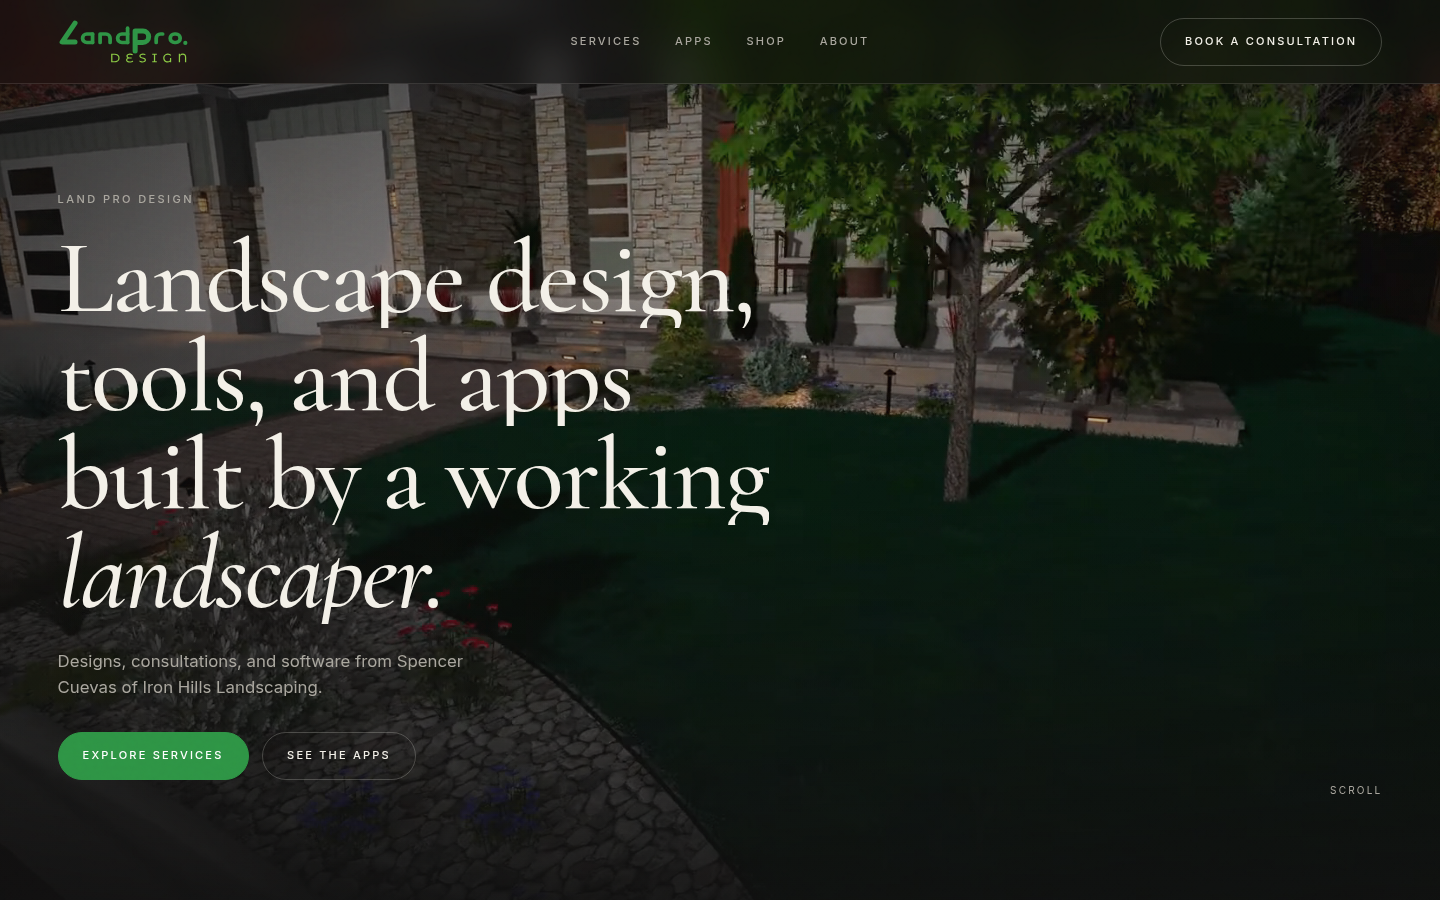 Landpro.
DESIGN
SERVICES
APPS
SHOP
ABOUT
BOOK A CONSULTATION
LAND PRO DESIGN
Landscape design,
tools, and apps
built by a working
landscaper.
Designs, consultations, and software from Spencer
Cuevas of Iron Hills Landscaping.
EXPLORE SERVICES
SEE THE APPS
SCROLL